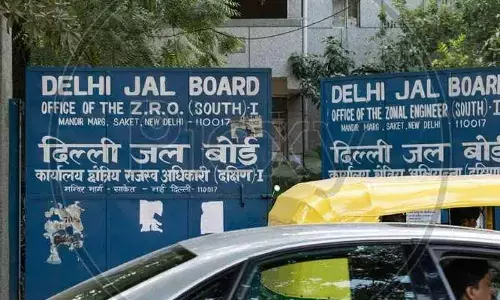 DELHI JAL BOARD
OFFICE OF THE Z.R.O. (SOUTH)-I
MANDIR MARG, SAKET, NEW DELHI - 110017
दिल्ली जल बोर्ड
कार्यालय क्षेत्रिय राजस्व अधिकारी (दक्षिण)-I
मन्दिर मार्ग - साकेत - नई दिल्ली-110017
DELHI JAL BOARD
OFFICE OF THE ZONAL ENGINEER (SOUTH)-I
MANDIR MARG, SAKET, NEW DELHI - 110017
दिल्ली जल बोर्ड